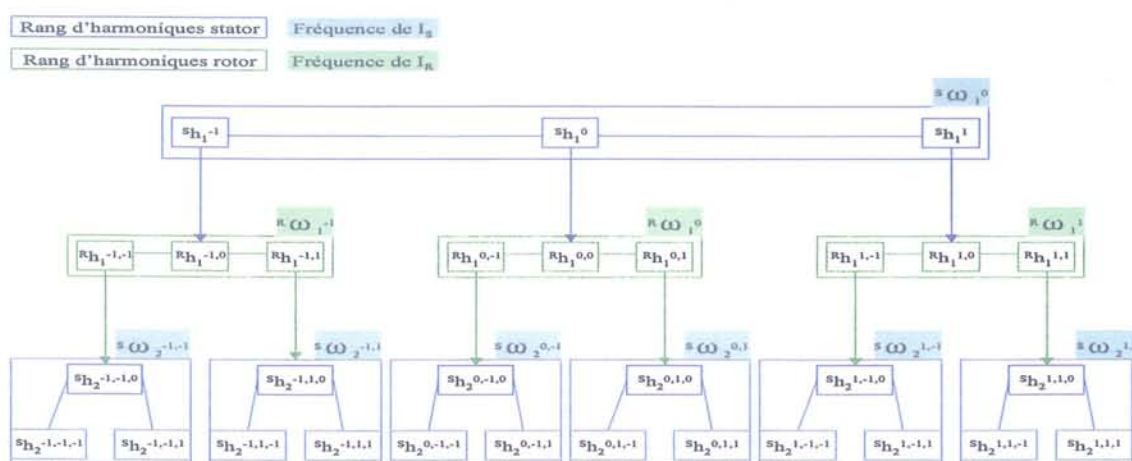 Rang d'harmoniques stator Fréquence de I_S
Rang d'harmoniques rotor Fréquence de I_R
Sω₁⁰
Sh₁⁻¹ Sh₁⁰ Sh₁¹
Rω₁⁻¹ Rω₁⁰ Rω₁¹
Rh₁⁻¹,⁻¹ Rh₁⁻¹,⁰ Rh₁⁻¹,¹ Rh₁⁰,⁻¹ Rh₁⁰,⁰ Rh₁⁰,¹ Rh₁¹,⁻¹ Rh₁¹,⁰ Rh₁¹,¹
Sω₂⁻¹,⁻¹ Sω₂⁻¹,¹ Sω₂⁰,⁻¹ Sω₂⁰,¹ Sω₂¹,⁻¹ Sω₂¹,
Sh₂⁻¹,⁻¹,⁰ Sh₂⁻¹,¹,⁰ Sh₂⁰,⁻¹,⁰ Sh₂⁰,¹,⁰ Sh₂¹,⁻¹,⁰ Sh₂¹,¹,⁰
Sh₂⁻¹,⁻¹,⁻¹ Sh₂⁻¹,⁻¹,¹ Sh₂⁻¹,¹,⁻¹ Sh₂⁻¹,¹,¹ Sh₂⁰,⁻¹,⁻¹ Sh₂⁰,⁻¹,¹ Sh₂⁰,¹,⁻¹ Sh₂⁰,¹,¹ Sh₂¹,⁻¹,⁻¹ Sh₂¹,⁻¹,¹ Sh₂¹,¹,⁻¹ Sh₂¹,¹,¹